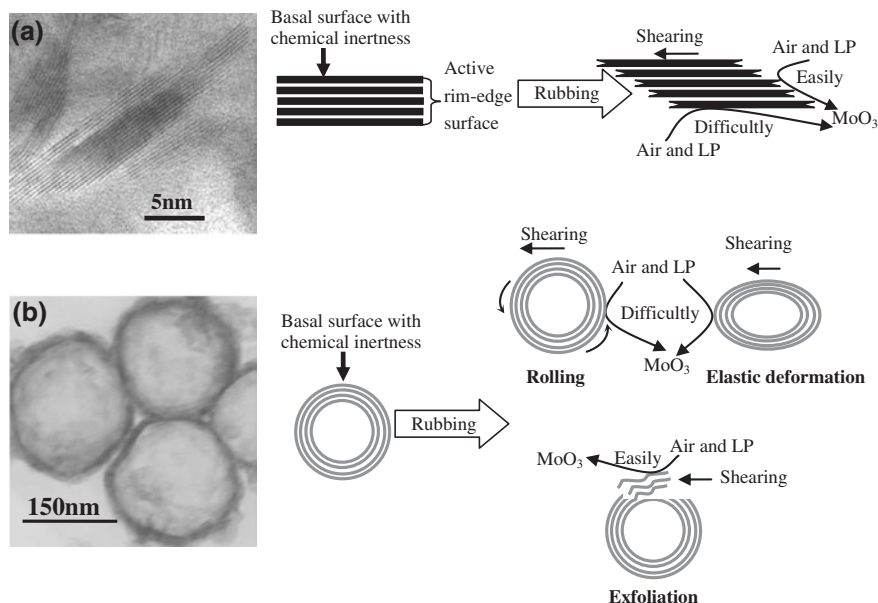 (a)
5nm
Basal surface with
chemical inertness
Active
rim-edge
surface
Rubbing
Shearing
Air and LP
Easily
MoO3
Difficultly
Air and LP
(b)
150nm
Basal surface with
chemical inertness
Rubbing
Shearing
Air and LP
Difficultly
MoO3
Rolling
Shearing
Elastic deformation
MoO3
Easily
Air and LP
Shearing
Exfoliation